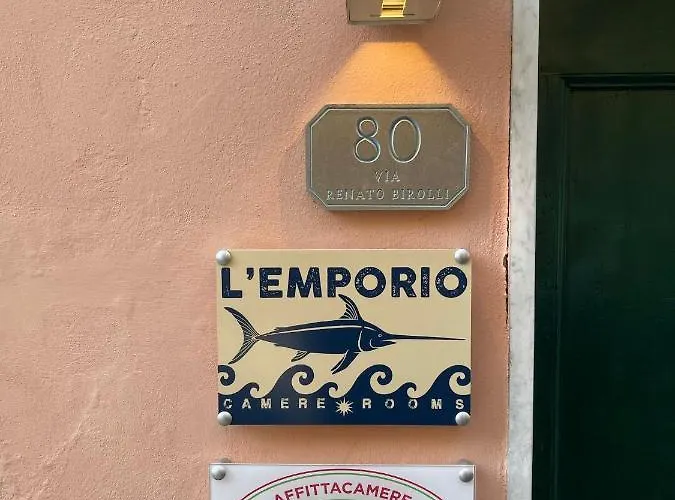 80
VIA
RENATO BIROLLI
L'EMPORIO
CAMERE ROOMS
AFFITTACAMERE